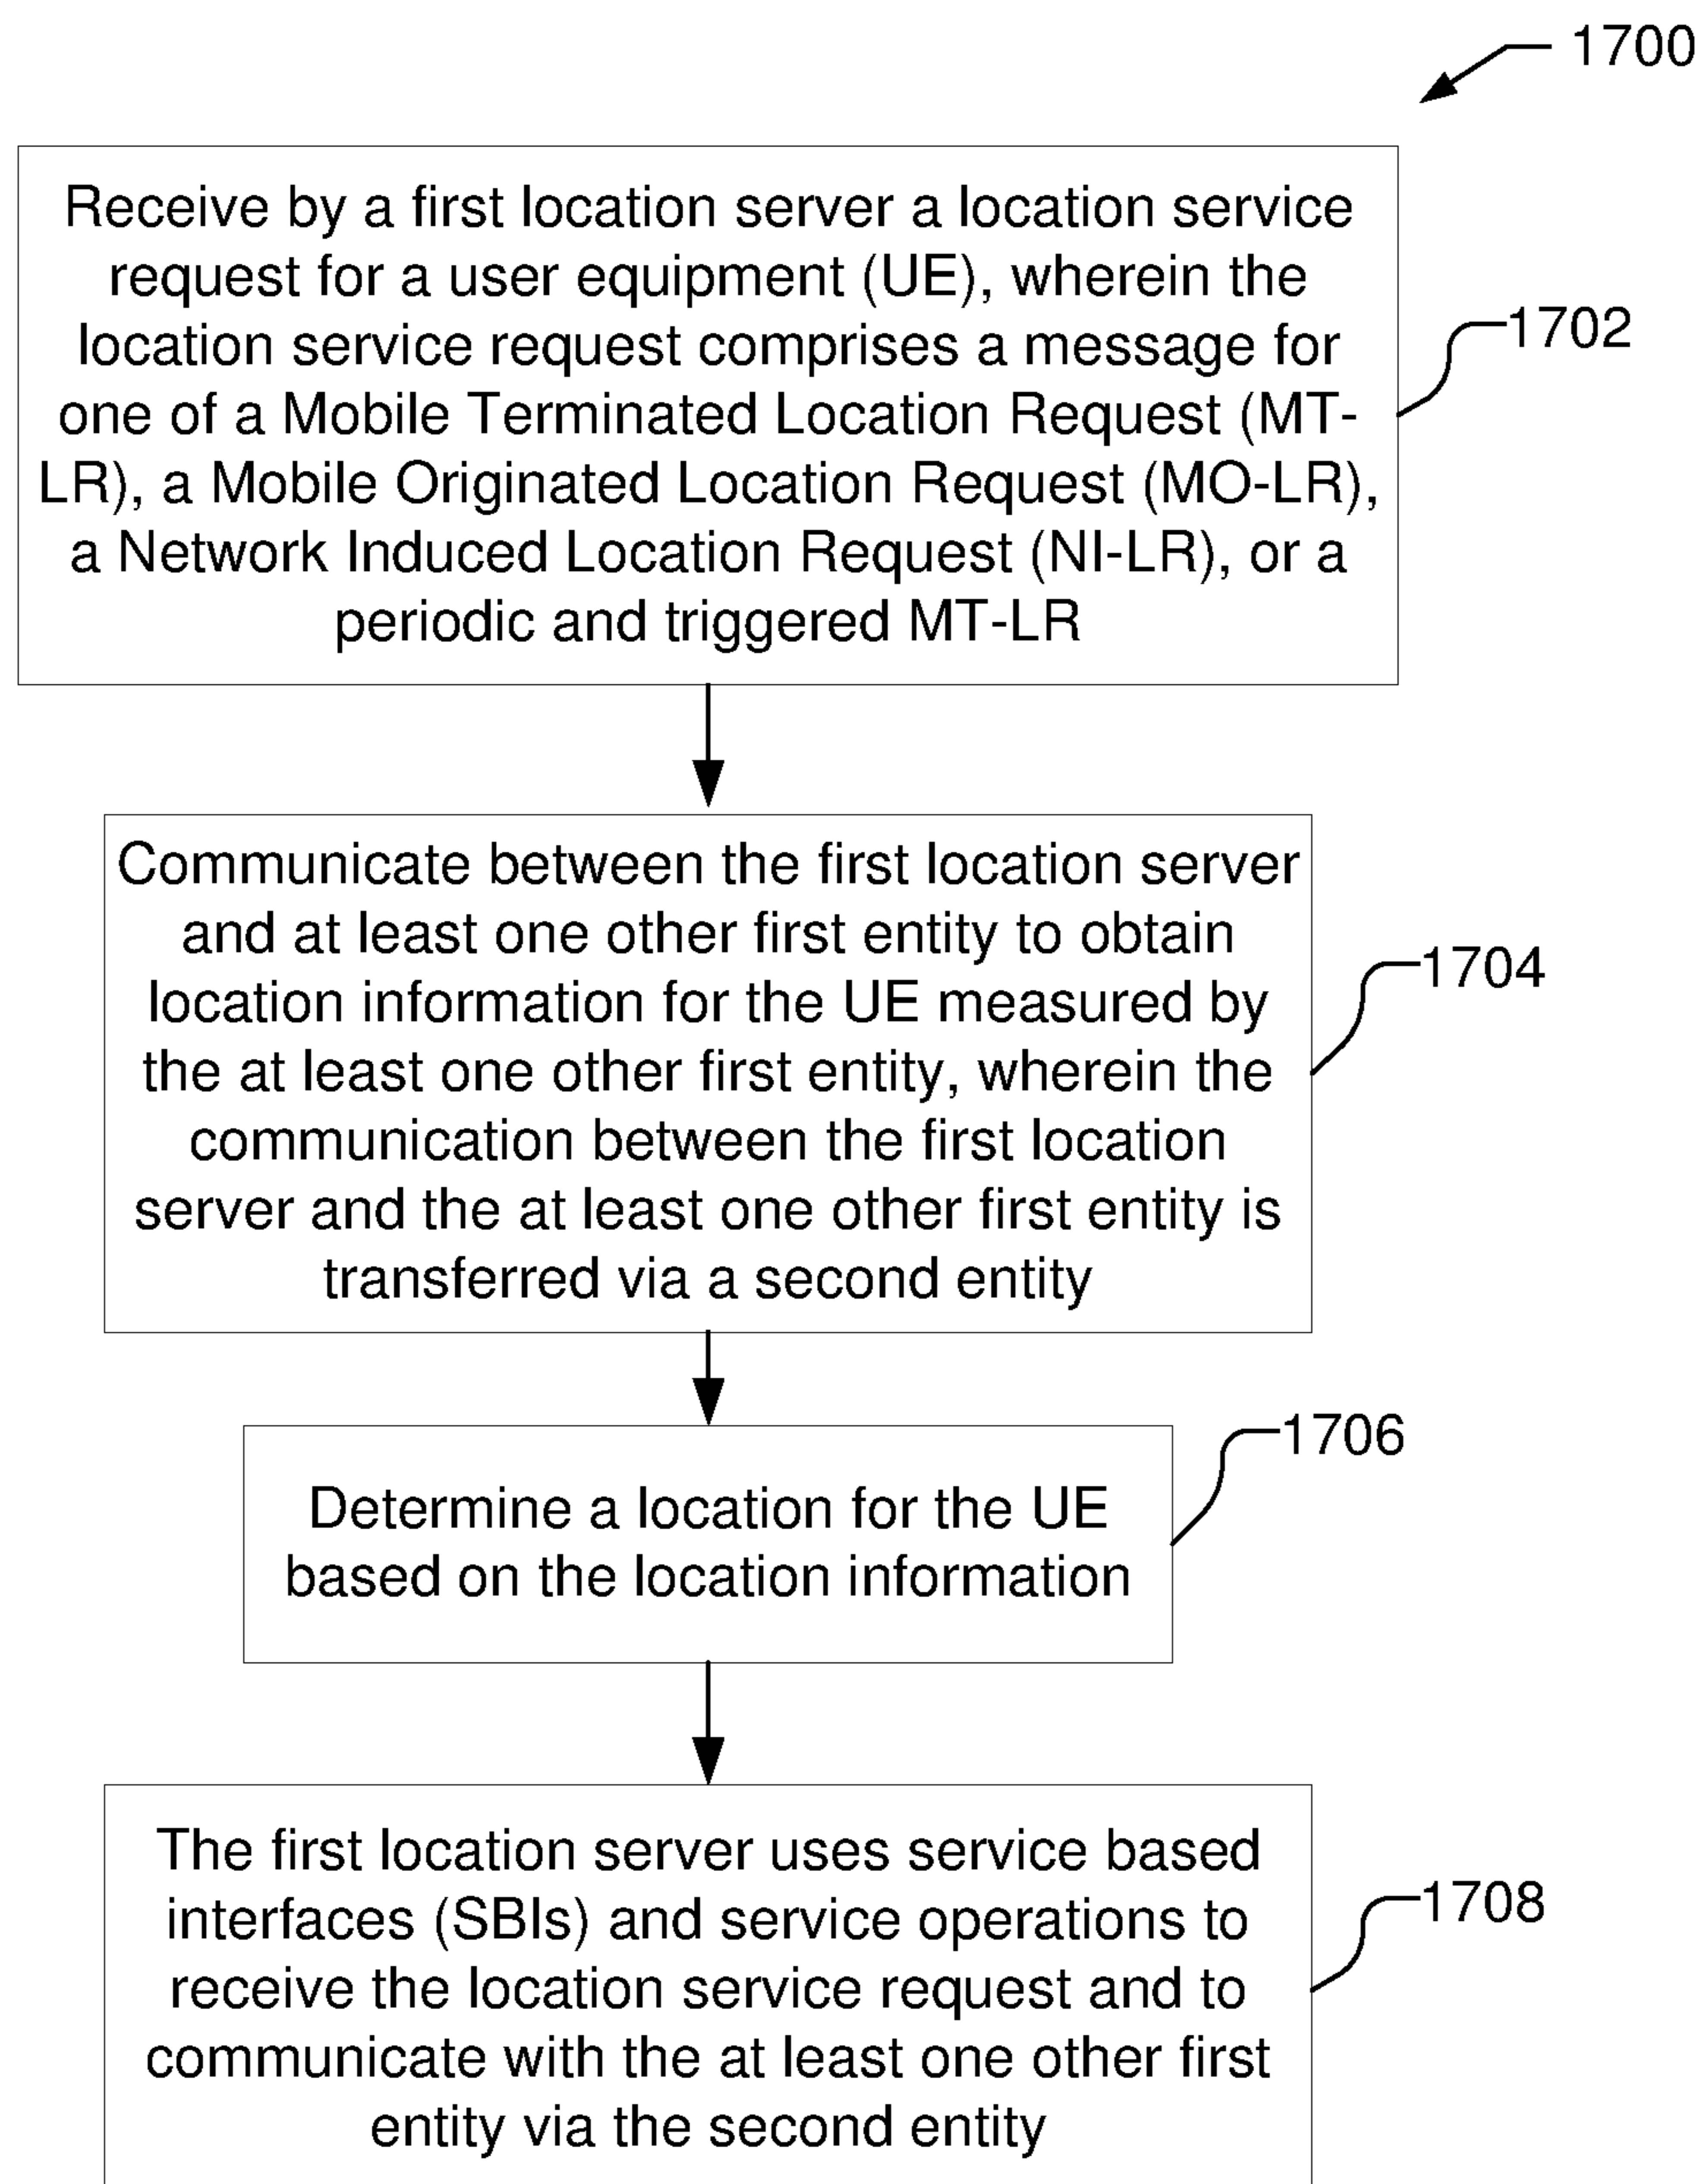 1700
Receive by a first location server a location service
request for a user equipment (UE), wherein the
location service request comprises a message for
one of a Mobile Terminated Location Request (MT-
LR), a Mobile Originated Location Request (MO-LR),
a Network Induced Location Request (NI-LR), or a
periodic and triggered MT-LR
1702
Communicate between the first location server
and at least one other first entity to obtain
location information for the UE measured by
the at least one other first entity, wherein the
communication between the first location
server and the at least one other first entity is
transferred via a second entity
1704
Determine a location for the UE
based on the location information
1706
The first location server uses service based
interfaces (SBIs) and service operations to
receive the location service request and to
communicate with the at least one other first
entity via the second entity
1708